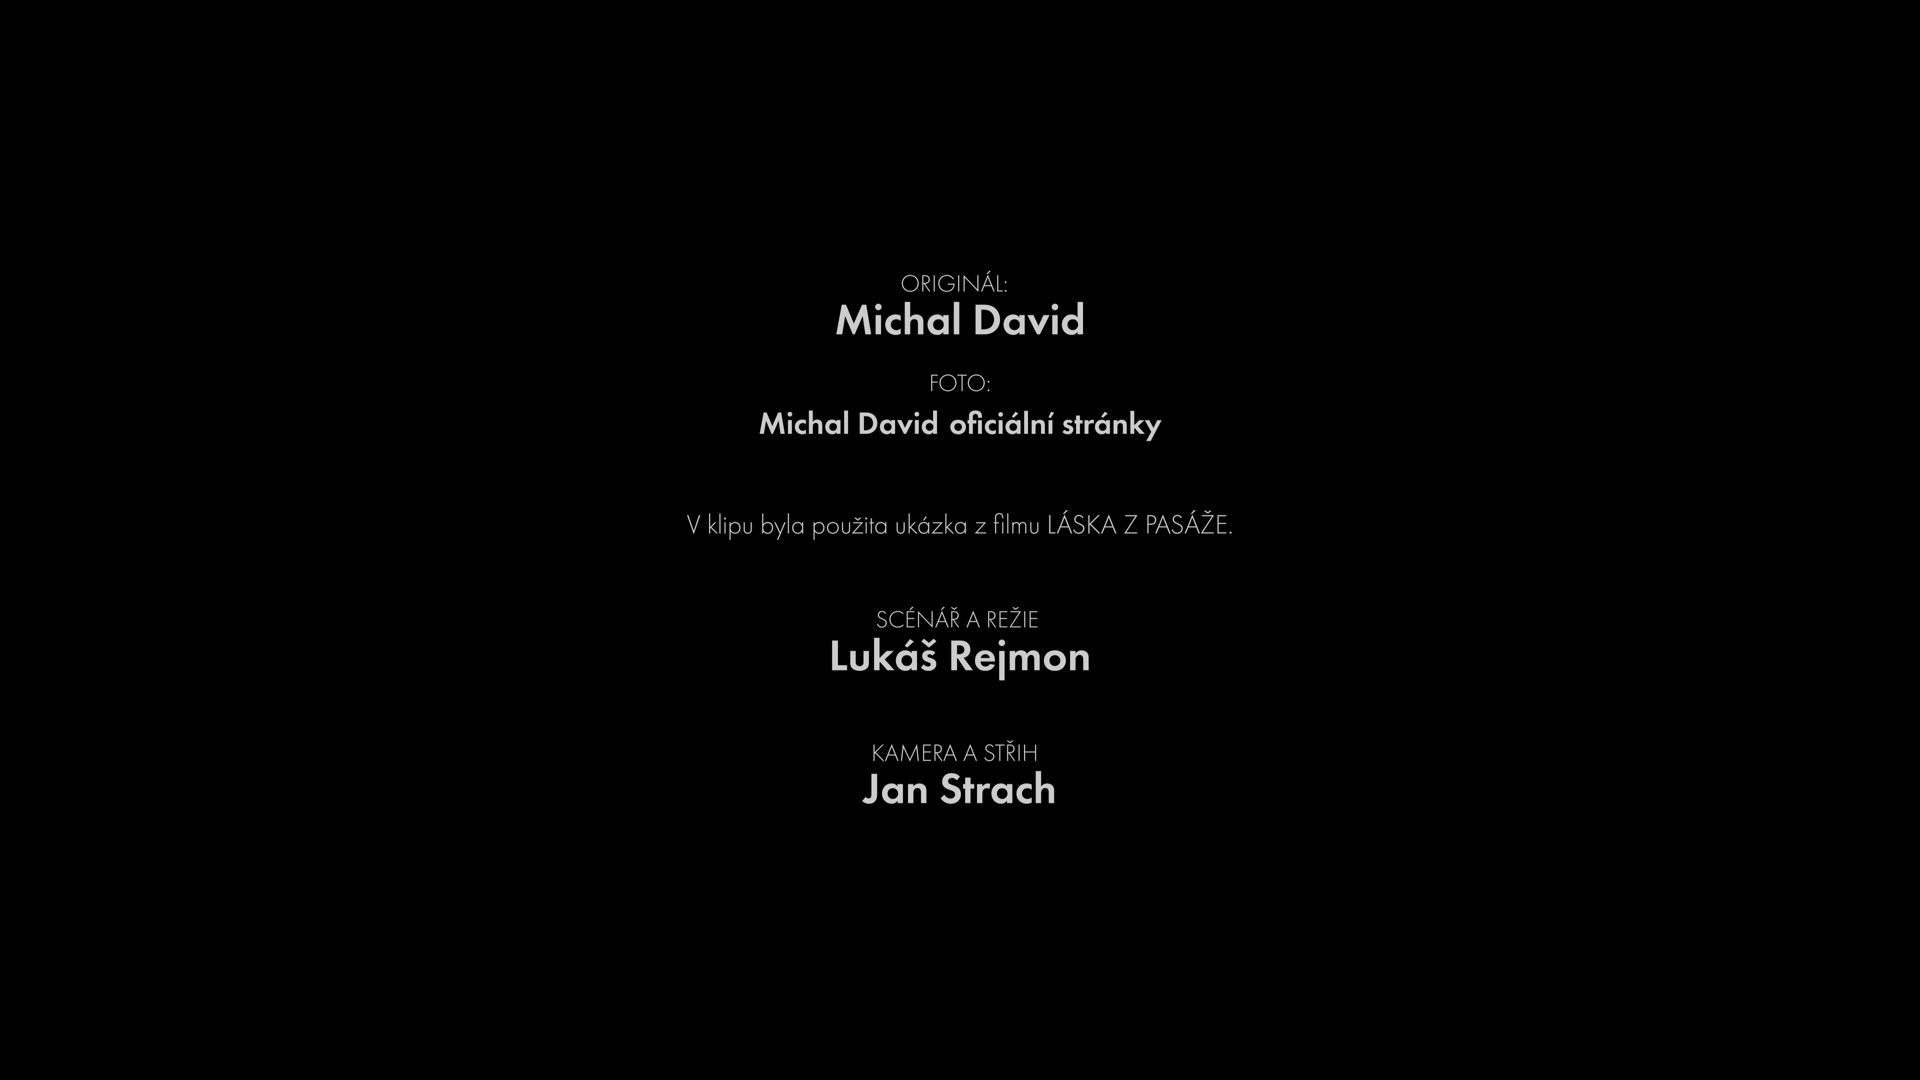 ORIGINÁL:
Michal David
FOTO:
Michal David oficiální stránky
V klipu byla použita ukázka z filmu LÁSKA Z PASÁŽE.
SCÉNÁŘ A REŽIE
Lukáš Rejmon
KAMERA A STŘIH
Jan Strach